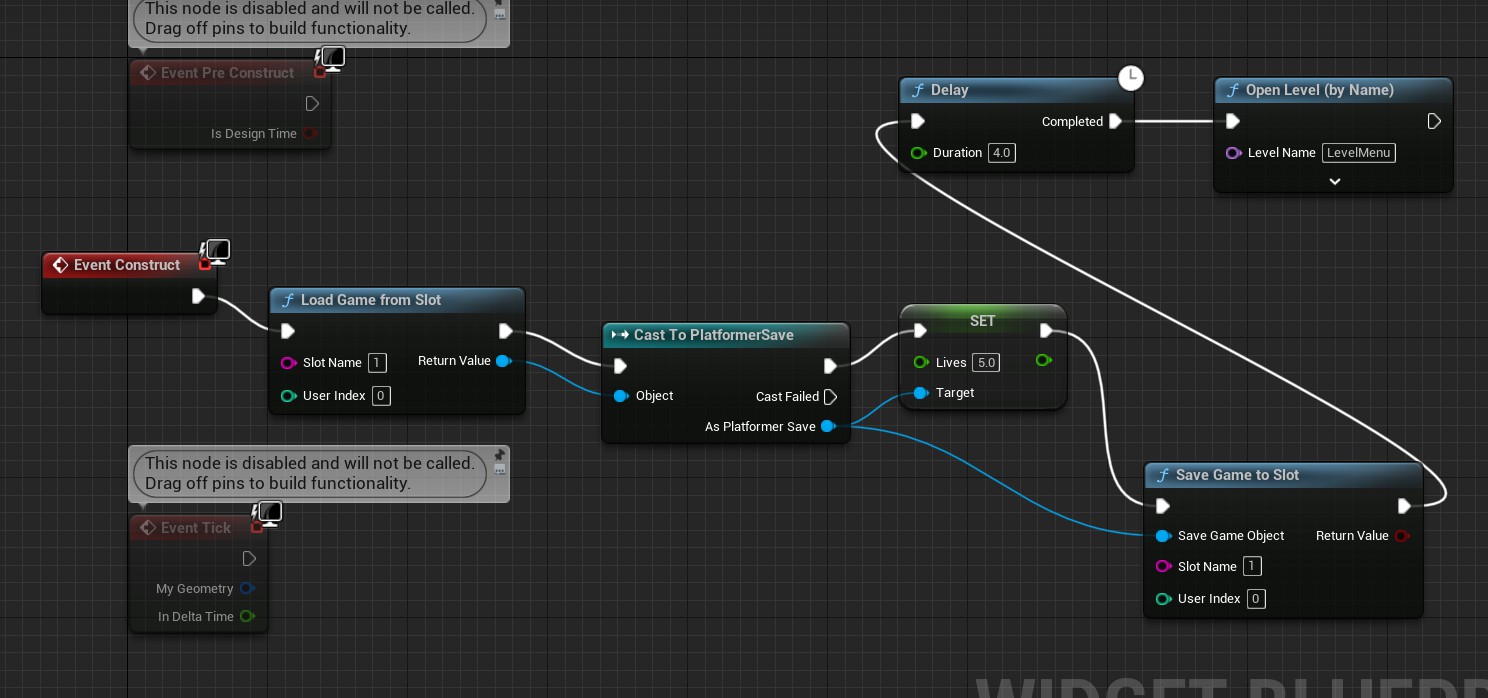 This node is disabled and will not be called.
Drag off pins to build functionality.
Event Pre Construct
Is Design Time
Delay
Completed
Duration 4.0
Open Level (by Name)
Level Name LevelMenu
Event Construct
Load Game from Slot
Slot Name 1
Return Value
User Index 0
Cast To PlatformerSave
Object
Cast Failed
As Platformer Save
SET
Lives 5.0
Target
This node is disabled and will not be called.
Drag off pins to build functionality.
Event Tick
My Geometry
In Delta Time
Save Game to Slot
Save Game Object
Return Value
Slot Name 1
User Index 0